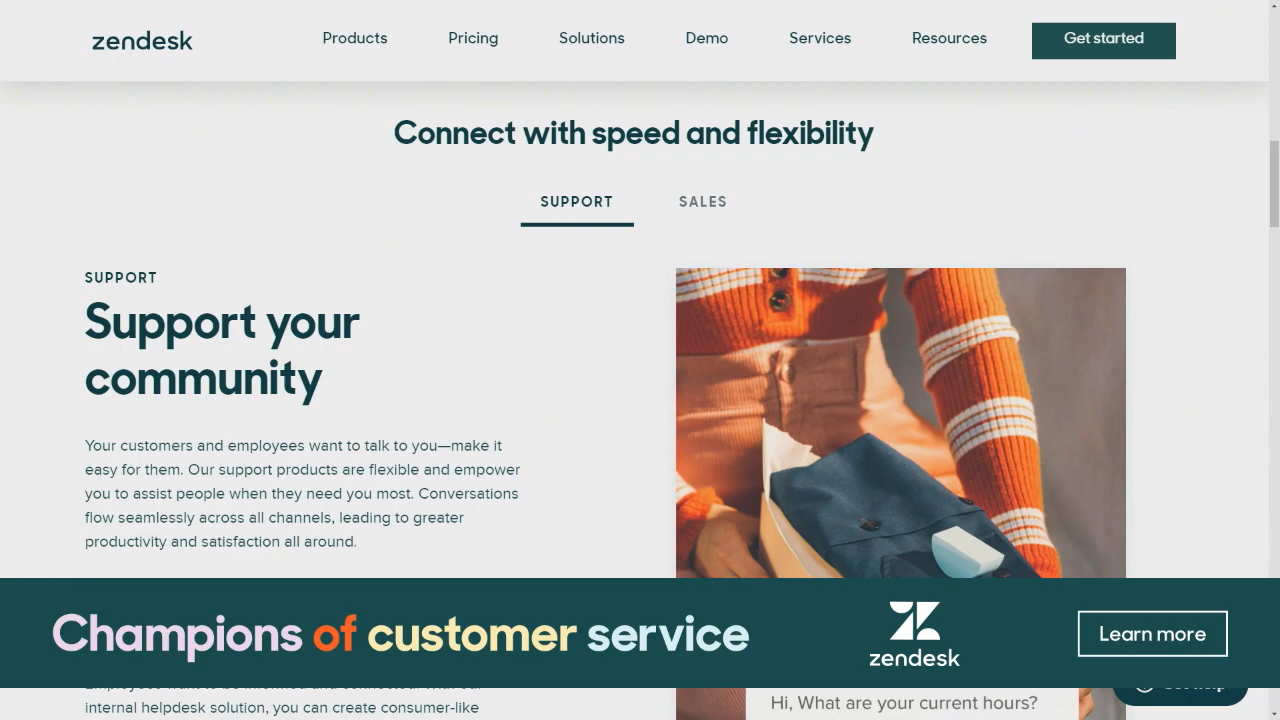 zendesk
Products
Pricing
Solutions
Demo
Services
Resources
Get started
Connect with speed and flexibility
SUPPORT
SALES
SUPPORT
Support your
community
Your customers and employees want to talk to you—make it
easy for them. Our support products are flexible and empower
you to assist people when they need you most. Conversations
flow seamlessly across all channels, leading to greater
productivity and satisfaction all around.
Champions of customer service
zendesk
Learn more
internal helpdesk solution, you can create consumer-like
Hi, What are your current hours?